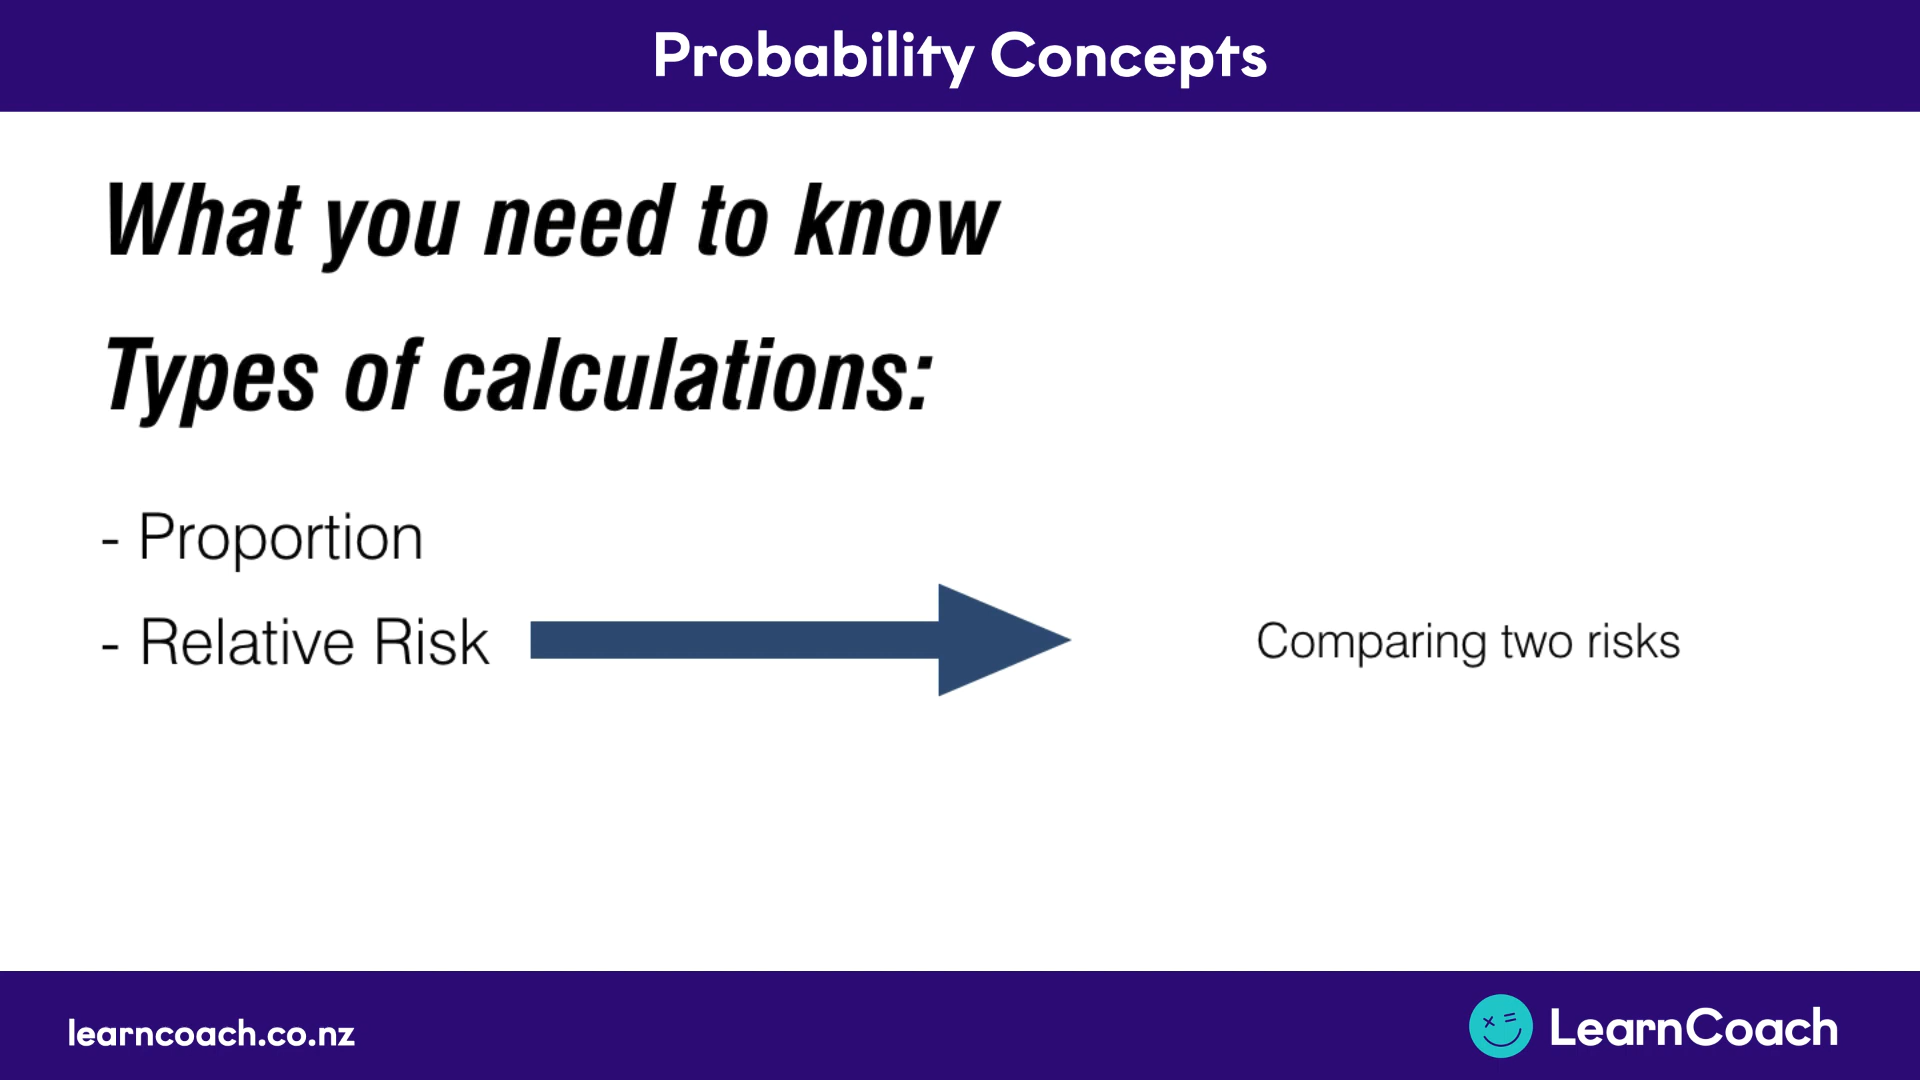 Probability Concepts
What you need to know
Types of calculations:
- Proportion
- Relative Risk
Comparing two risks
learncoach.co.nz
LearnCoach